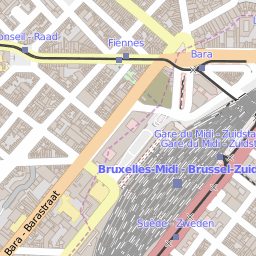 onseil - Raad
Fiennes
Bara
Gare du Midi - Zuidsta
Gare du Midi - Zuidst
Bruxelles-Midi - Brussel-Zuid
Suède - Zweden
Bara - Barastraat